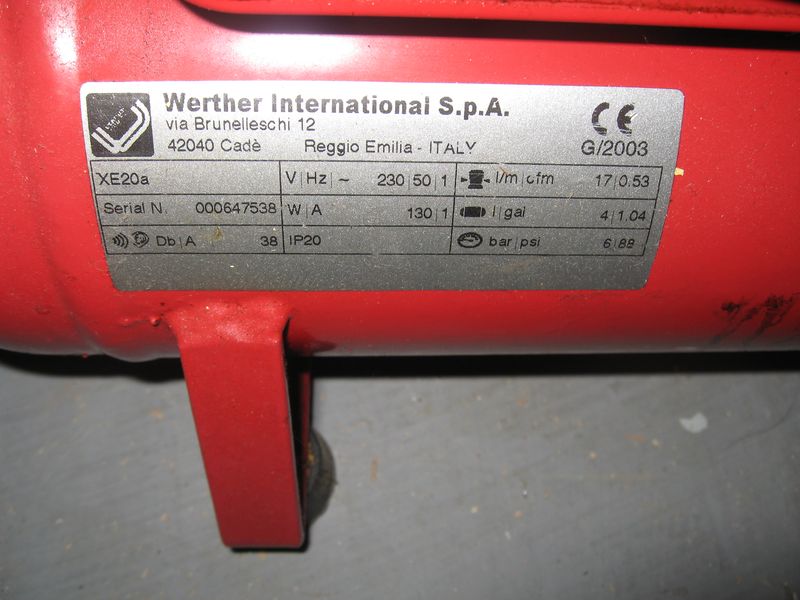 Werther International S.p.A.
via Brunelleschi 12
42040 Cadè Reggio Emilia - ITALY
CE
G/2003
XE20a V|Hz| ~ 230|50|1 l/m|cfm 17|0.53
Serial N. 000647538 W|A 130|1 l|gal 4|1.04
Db|A 38 IP20 bar|psi 6|88